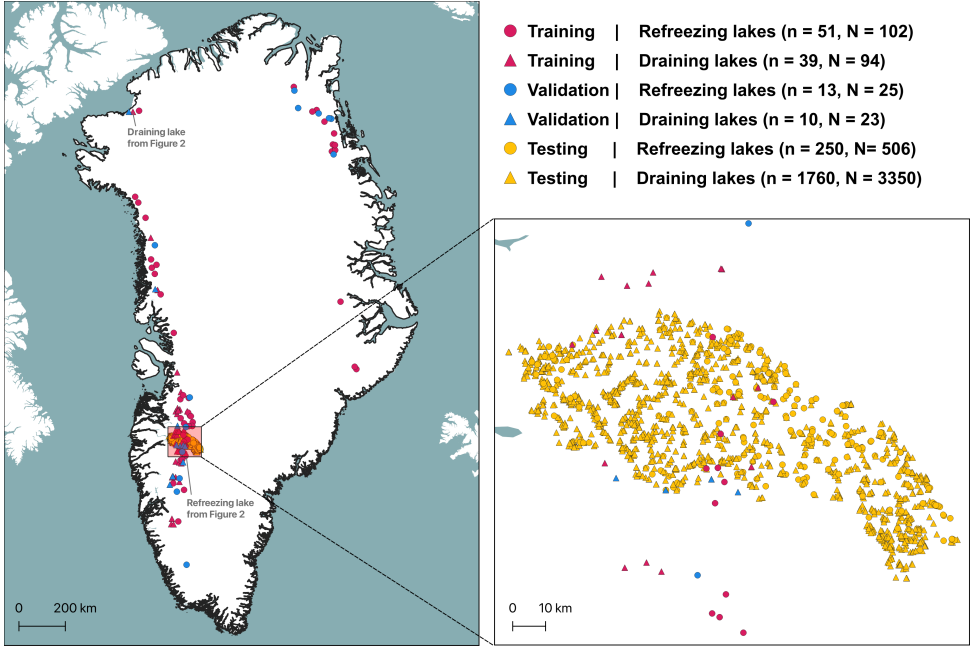 Training | Refreezing lakes (n = 51, N = 102)
Training | Draining lakes (n = 39, N = 94)
Validation | Refreezing lakes (n = 13, N = 25)
Validation | Draining lakes (n = 10, N = 23)
Testing | Refreezing lakes (n = 250, N= 506)
Testing | Draining lakes (n = 1760, N = 3350)
Draining lake
from Figure 2
Refreezing lake
from Figure 2
0 200 km
0 10 km